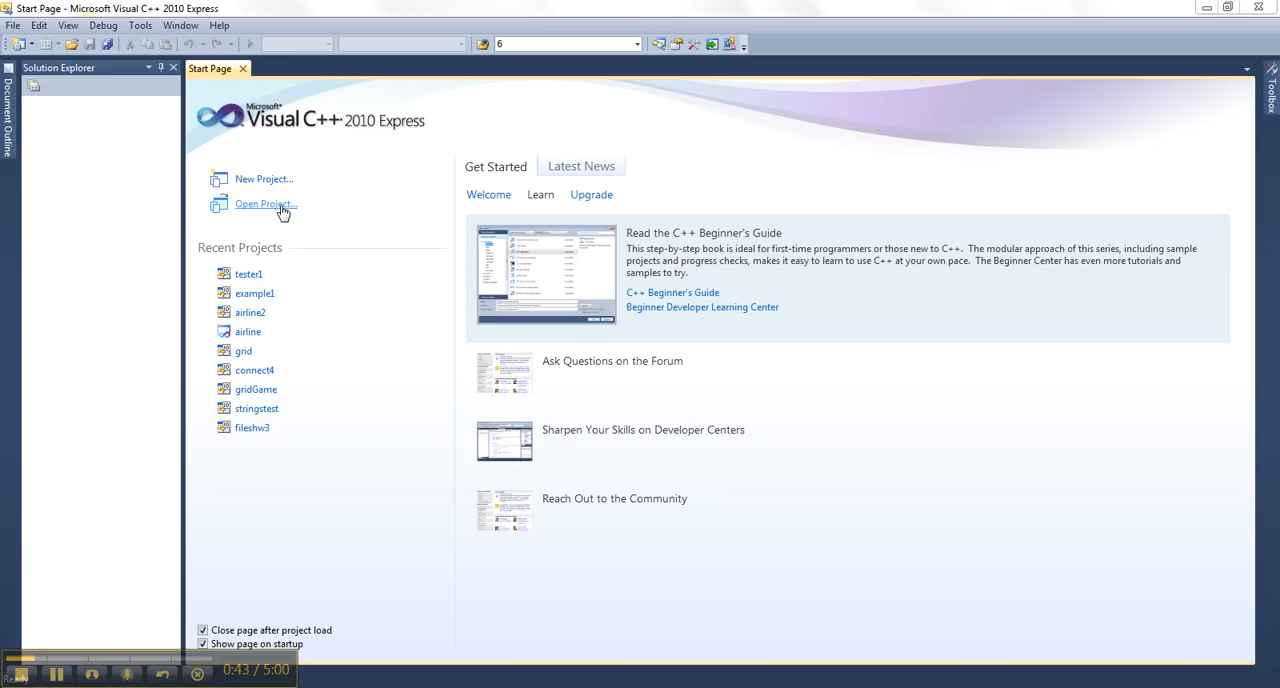 Start Page - Microsoft Visual C++ 2010 Express
File Edit View Debug Tools Window Help
6
Solution Explorer
Start Page
Document Outline
Toolbox
Microsoft®
Visual C++ 2010 Express
New Project...
Open Project...
Recent Projects
tester1
example1
airline2
airline
grid
connect4
gridGame
stringstest
fileshw3
Close page after project load
Show page on startup
Get Started Latest News
Welcome Learn Upgrade
Read the C++ Beginner's Guide
This step-by-step book is ideal for first-time programmers or those new to C++. The modular approach of this series, including sample
projects and progress checks, makes it easy to learn to use C++ at your own pace. The Beginner Center has even more tutorials and
samples to try.
C++ Beginner's Guide
Beginner Developer Learning Center
Ask Questions on the Forum
Sharpen Your Skills on Developer Centers
Reach Out to the Community
0:43 / 5:00
Ready